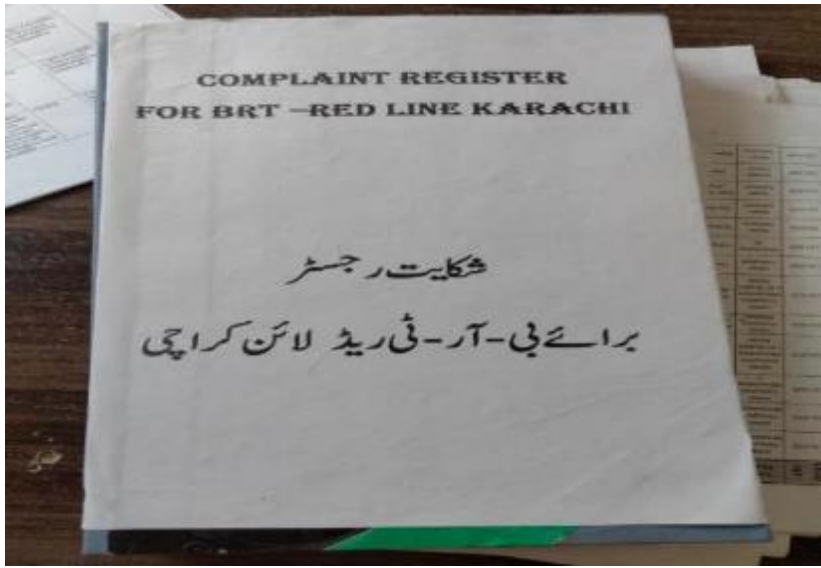 COMPLAINT REGISTER
FOR BRT –RED LINE KARACHI
شکایت رجسٹر
برائے بی-آر-ٹی ریڈ لائن کراچی